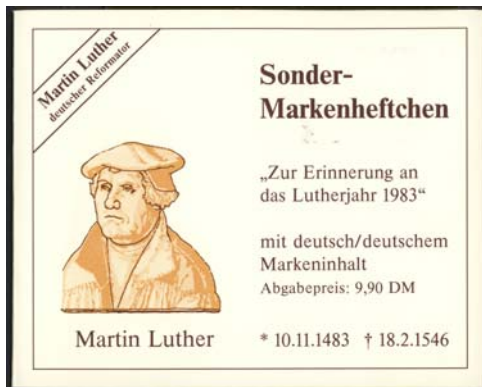 Martin Luther
deutscher Reformator
Sonder-
Markenheftchen
„Zur Erinnerung an
das Lutherjahr 1983“
mit deutsch/deutschem
Markeninhalt
Abgabepreis: 9,90 DM
Martin Luther
* 10.11.1483 † 18.2.1546